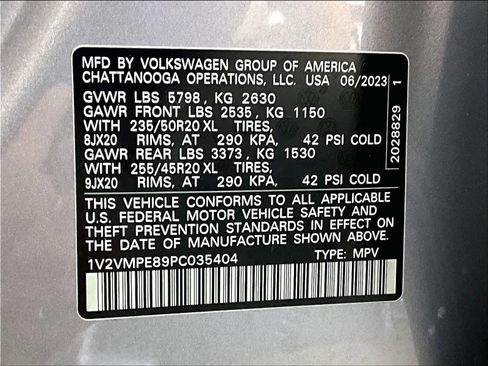 MFD BY VOLKSWAGEN GROUP OF AMERICA
CHATTANOOGA OPERATIONS, LLC. USA 06/2023
GVWR LBS 5798, KG 2630
GAWR FRONT LBS 2535, KG 1150
WITH 235/50R20 XL TIRES,
8JX20 RIMS, AT 290 KPA, 42 PSI COLD
GAWR REAR LBS 3373, KG 1530
WITH 255/45R20 XL TIRES,
9JX20 RIMS, AT 290 KPA, 42 PSI COLD
THIS VEHICLE CONFORMS TO ALL APPLICABLE
U.S. FEDERAL MOTOR VEHICLE SAFETY AND
THEFT PREVENTION STANDARDS IN EFFECT ON
THE DATE OF MANUFACTURE SHOWN ABOVE.
1V2VMPE89PC035404 TYPE: MPV
2028829 1